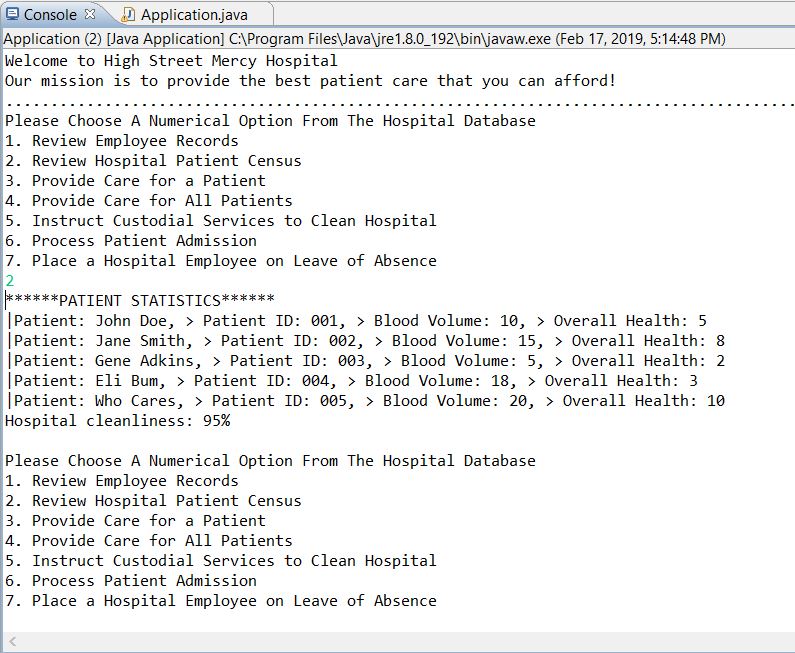 Console Application.java
Application (2) [Java Application] C:\Program Files\Java\jre1.8.0_192\bin\javaw.exe (Feb 17, 2019, 5:14:48 PM)
Welcome to High Street Mercy Hospital
Our mission is to provide the best patient care that you can afford!
........................................................................................
Please Choose A Numerical Option From The Hospital Database
1. Review Employee Records
2. Review Hospital Patient Census
3. Provide Care for a Patient
4. Provide Care for All Patients
5. Instruct Custodial Services to Clean Hospital
6. Process Patient Admission
7. Place a Hospital Employee on Leave of Absence
2
******PATIENT STATISTICS******
|Patient: John Doe, > Patient ID: 001, > Blood Volume: 10, > Overall Health: 5
|Patient: Jane Smith, > Patient ID: 002, > Blood Volume: 15, > Overall Health: 8
|Patient: Gene Adkins, > Patient ID: 003, > Blood Volume: 5, > Overall Health: 2
|Patient: Eli Bum, > Patient ID: 004, > Blood Volume: 18, > Overall Health: 3
|Patient: Who Cares, > Patient ID: 005, > Blood Volume: 20, > Overall Health: 10
Hospital cleanliness: 95%
Please Choose A Numerical Option From The Hospital Database
1. Review Employee Records
2. Review Hospital Patient Census
3. Provide Care for a Patient
4. Provide Care for All Patients
5. Instruct Custodial Services to Clean Hospital
6. Process Patient Admission
7. Place a Hospital Employee on Leave of Absence